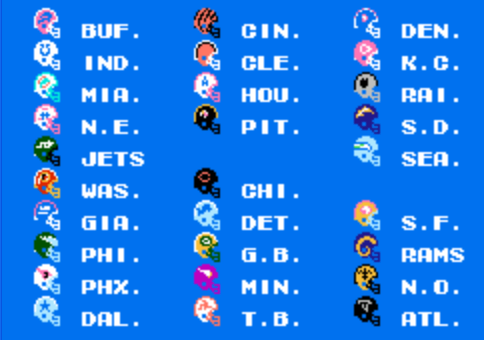 BUF. CIN. DEN.
IND. CLE. K.C.
MIA. HOU. RAI.
N.E. PIT. S.D.
JETS SEA.
WAS. CHI.
GIA. DET. S.F.
PHI. G.B. RAMS
PHX. MIN. N.O.
DAL. T.B. ATL.